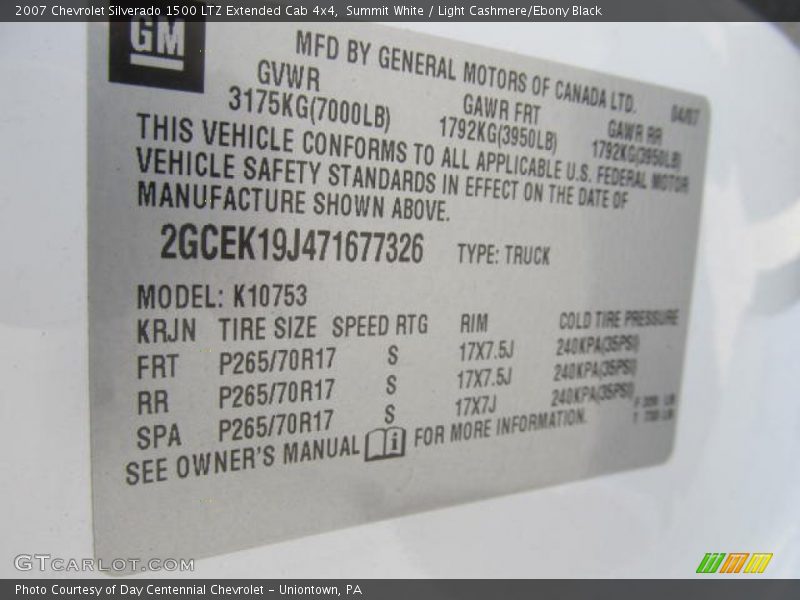 2007 Chevrolet Silverado 1500 LTZ Extended Cab 4x4, Summit White / Light Cashmere/Ebony Black
GM
MFD BY GENERAL MOTORS OF CANADA LTD. 04/07
GVWR GAWR FRT GAWR RR
3175KG(7000LB) 1792KG(3950LB) 1792KG(3950LB)
THIS VEHICLE CONFORMS TO ALL APPLICABLE U.S. FEDERAL MOTOR
VEHICLE SAFETY STANDARDS IN EFFECT ON THE DATE OF
MANUFACTURE SHOWN ABOVE.
2GCEK19J471677326 TYPE: TRUCK
MODEL: K10753
KRJN TIRE SIZE SPEED RTG RIM COLD TIRE PRESSURE
FRT P265/70R17 S 17X7.5J 240KPA(35PSI)
RR P265/70R17 S 17X7.5J 240KPA(35PSI)
SPA P265/70R17 S 17X7J 240KPA(35PSI)
SEE OWNER'S MANUAL i FOR MORE INFORMATION.
GTCARLOT.COM
Photo Courtesy of Day Centennial Chevrolet - Uniontown, PA